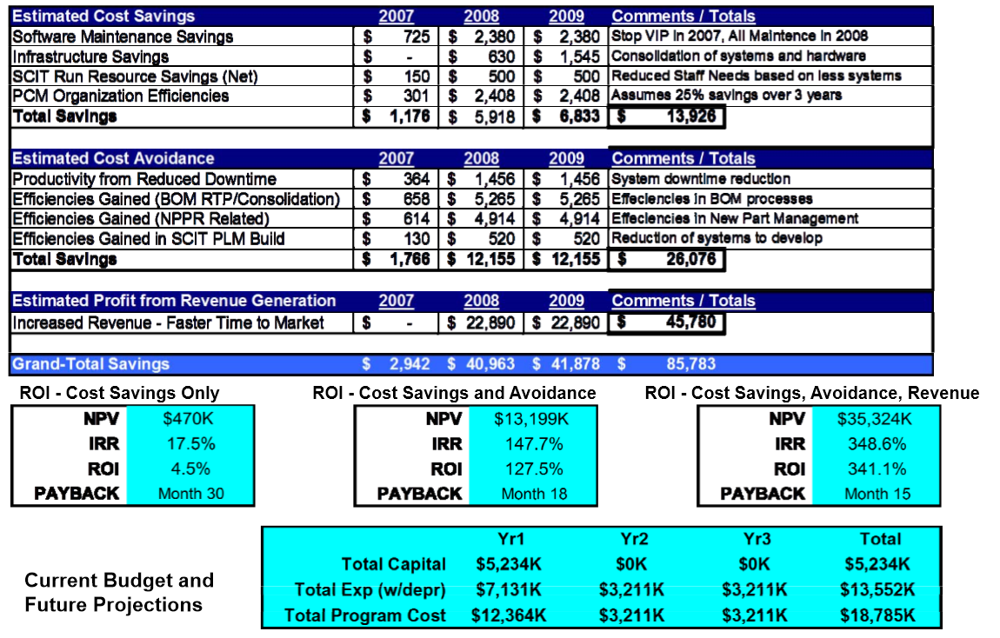 Estimated Cost Savings 2007 2008 2009 Comments / Totals
Software Maintenance Savings $ 725 $ 2,380 $ 2,380 Stop VIP in 2007, All Maintence in 2008
Infrastructure Savings $ - $ 630 $ 1,545 Consolidation of systems and hardware
SCIT Run Resource Savings (Net) $ 150 $ 500 $ 500 Reduced Staff Needs based on less systems
PCM Organization Efficiencies $ 301 $ 2,408 $ 2,408 Assumes 25% savings over 3 years
Total Savings $ 1,176 $ 5,918 $ 6,833 $ 13,926
Estimated Cost Avoidance 2007 2008 2009 Comments / Totals
Productivity from Reduced Downtime $ 364 $ 1,456 $ 1,456 System downtime reduction
Efficiencies Gained (BOM RTP/Consolidation) $ 658 $ 5,265 $ 5,265 Effeciencies in BOM processes
Efficiencies Gained (NPPR Related) $ 614 $ 4,914 $ 4,914 Effeciencies in New Part Management
Efficiencies Gained in SCIT PLM Build $ 130 $ 520 $ 520 Reduction of systems to develop
Total Savings $ 1,766 $ 12,155 $ 12,155 $ 26,076
Estimated Profit from Revenue Generation 2007 2008 2009 Comments / Totals
Increased Revenue - Faster Time to Market $ - $ 22,890 $ 22,890 $ 45,780
Grand-Total Savings $ 2,942 $ 40,963 $ 41,878 $ 85,783
ROI - Cost Savings Only ROI - Cost Savings and Avoidance ROI - Cost Savings, Avoidance, Revenue
NPV $470K NPV $13,199K NPV $35,324K
IRR 17.5% IRR 147.7% IRR 348.6%
ROI 4.5% ROI 127.5% ROI 341.1%
PAYBACK Month 30 PAYBACK Month 18 PAYBACK Month 15
Current Budget and
Future Projections
Yr1 Yr2 Yr3 Total
Total Capital $5,234K $0K $0K $5,234K
Total Exp (w/depr) $7,131K $3,211K $3,211K $13,552K
Total Program Cost $12,364K $3,211K $3,211K $18,785K